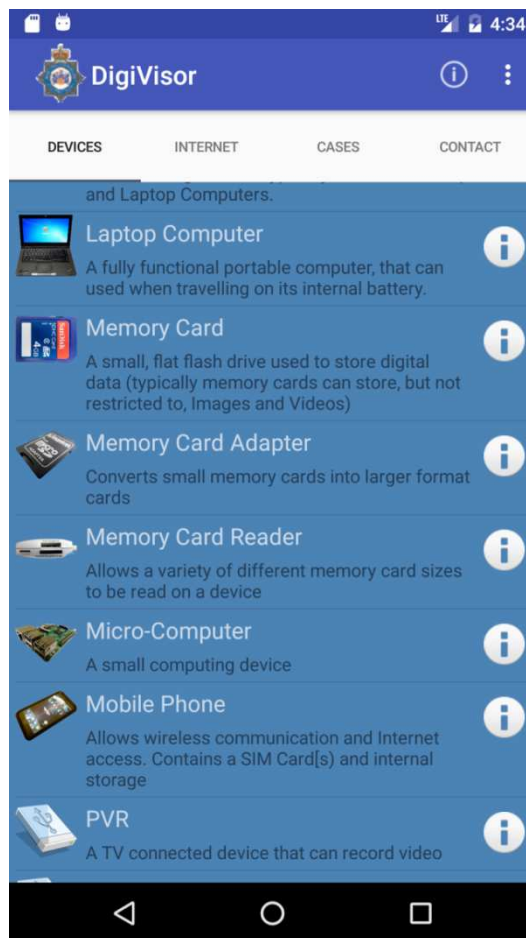 LTE 4:34
DigiVisor
DEVICES INTERNET CASES CONTACT
and Laptop Computers.
Laptop Computer
A fully functional portable computer, that can
used when travelling on its internal battery.
Memory Card
A small, flat flash drive used to store digital
data (typically memory cards can store, but not
restricted to, Images and Videos)
Memory Card Adapter
Converts small memory cards into larger format
cards
Memory Card Reader
Allows a variety of different memory card sizes
to be read on a device
Micro-Computer
A small computing device
Mobile Phone
Allows wireless communication and Internet
access. Contains a SIM Card[s) and internal
storage
PVR
A TV connected device that can record video